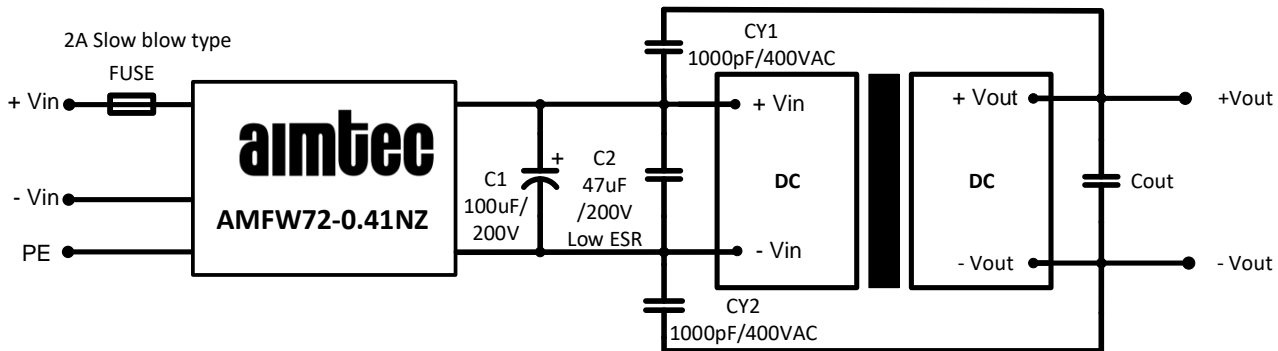 2A Slow blow type
FUSE
+ Vin
- Vin
PE
aimtec
AMFW72-0.41NZ
C1
100uF/
200V
+
C2
47uF
/200V
Low ESR
CY1
1000pF/400VAC
+ Vin
DC
- Vin
CY2
1000pF/400VAC
+ Vout
DC
- Vout
+Vout
Cout
- Vout